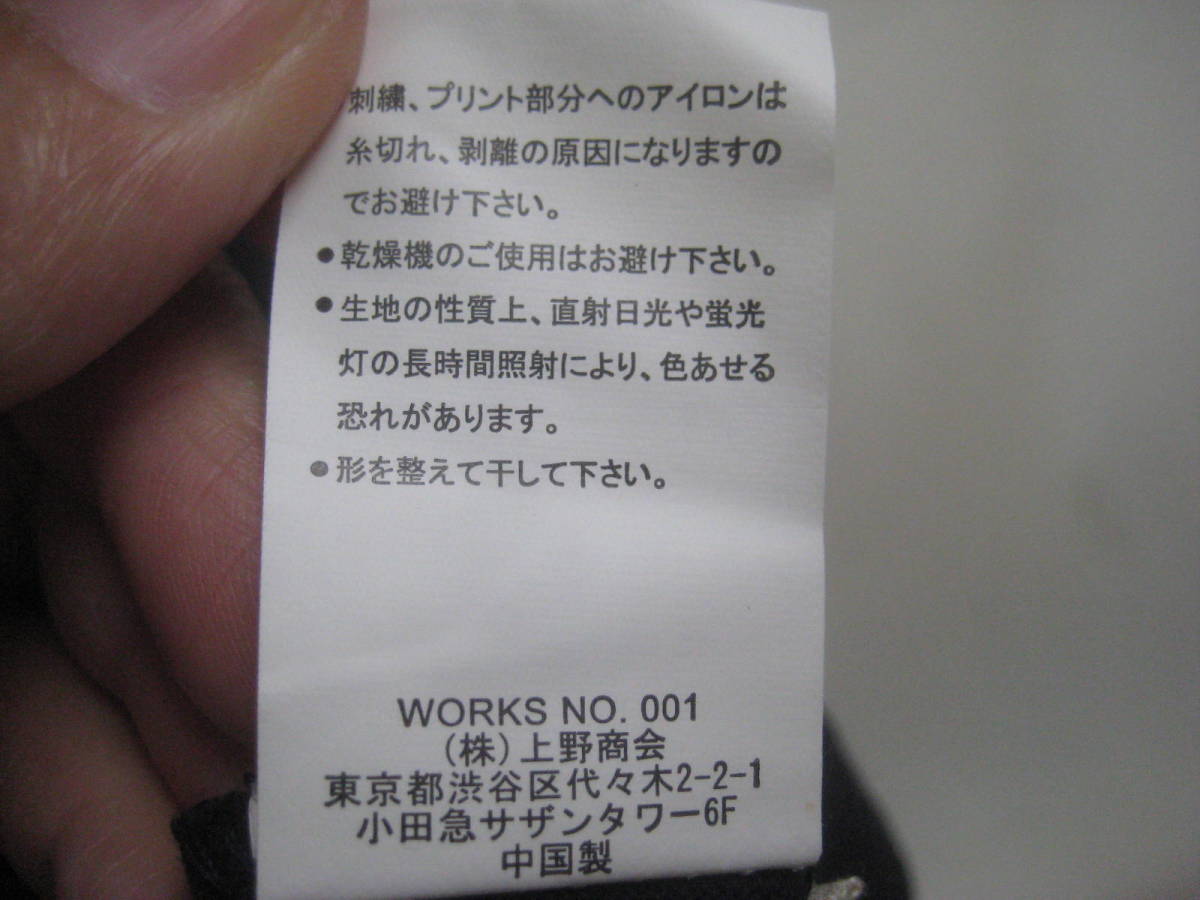 刺繍、プリント部分へのアイロンは
糸切れ、剥離の原因になりますの
でお避け下さい。
●乾燥機のご使用はお避け下さい。
●生地の性質上、直射日光や蛍光
灯の長時間照射により、色あせる
恐れがあります。
●形を整えて干して下さい。
WORKS NO. 001
(株)上野商会
東京都渋谷区代々木2-2-1
小田急サザンタワー6F
中国製